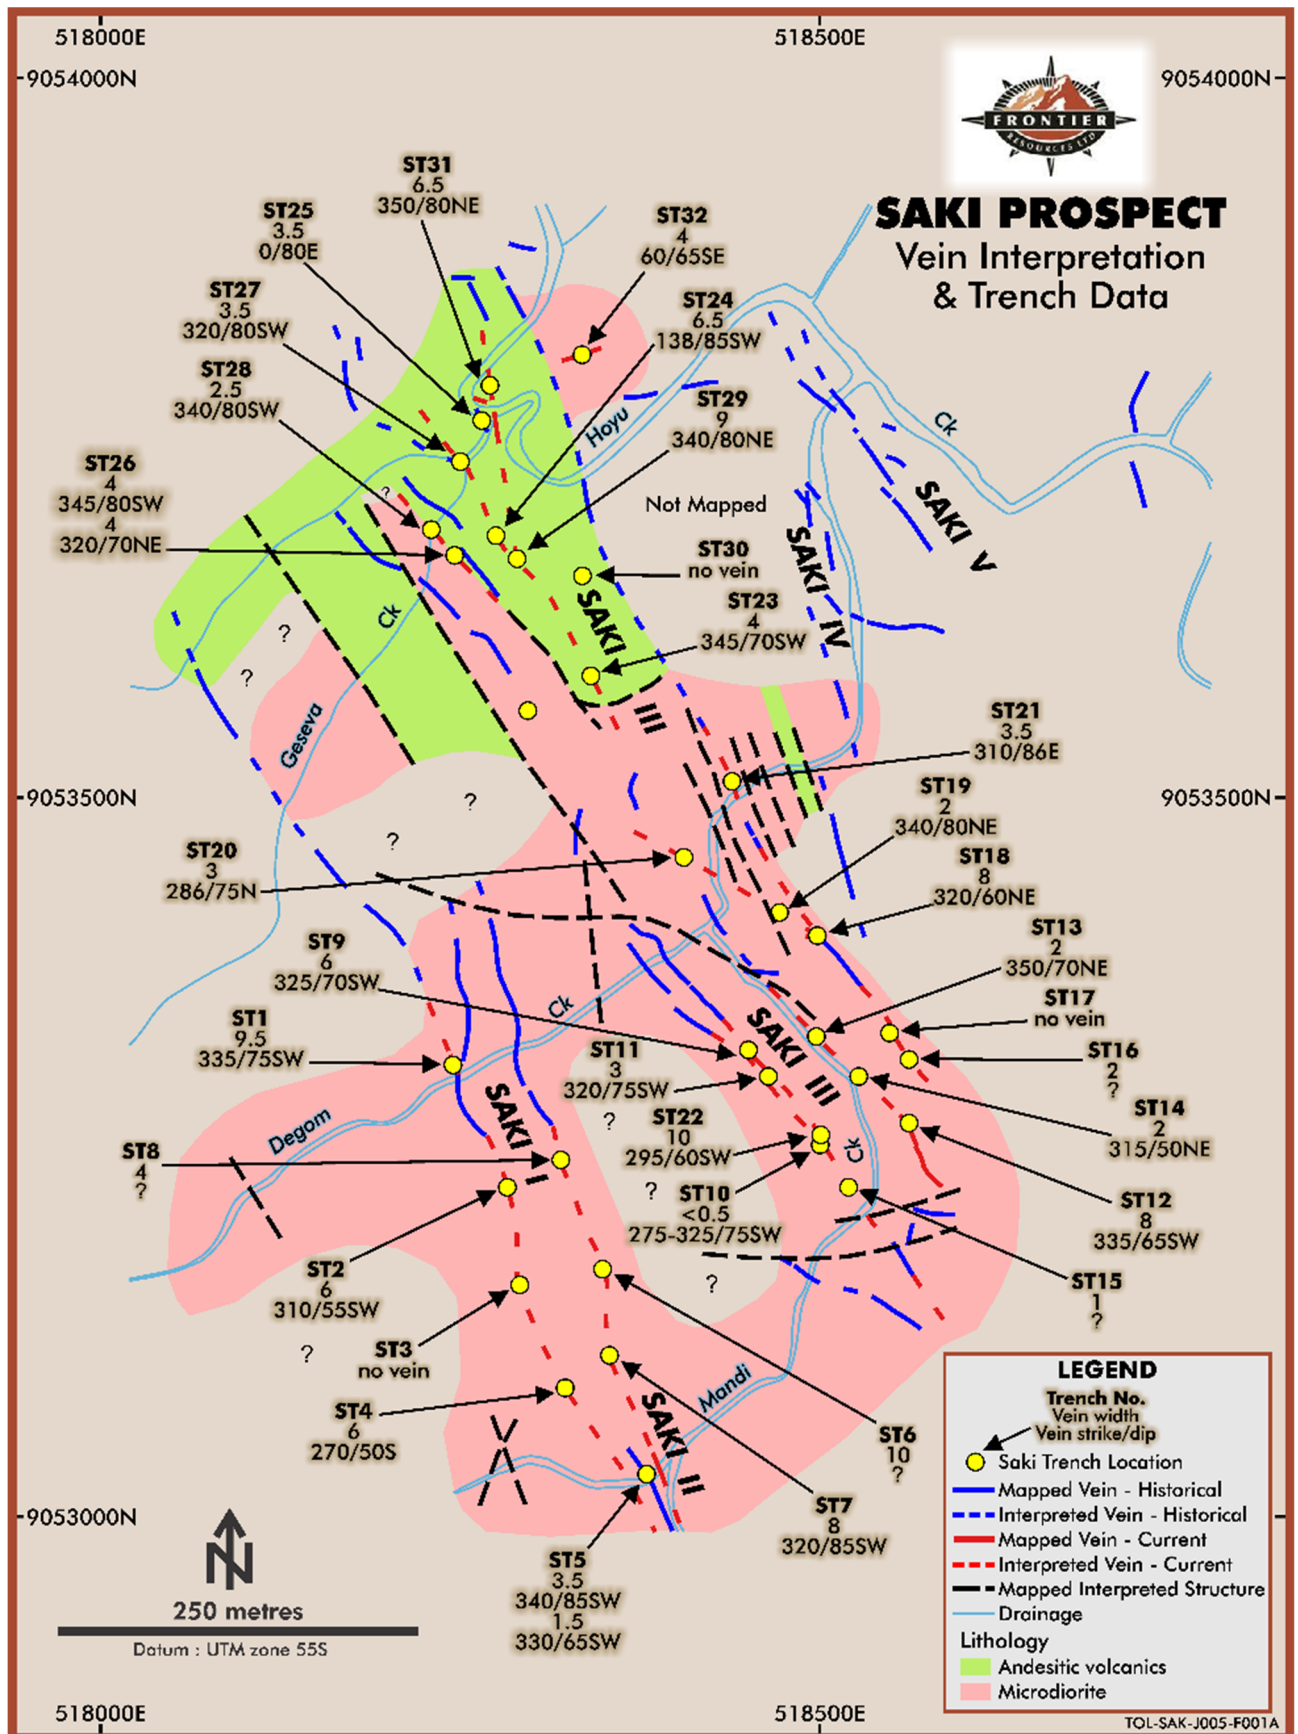 518000E
518500E
9054000N
9054000N
FRONTIER
RESOURCES LTD
SAKI PROSPECT
Vein Interpretation
& Trench Data
ST31
6.5
350/80NE
ST25
3.5
0/80E
ST32
4
60/65SE
ST27
3.5
320/80SW
ST24
6.5
138/85SW
ST28
2.5
340/80SW
ST29
9
340/80NE
Hoyu
Ck
ST26
4
345/80SW
4
320/70NE
?
Not Mapped
SAKI V
SAKI IV
ST30
no vein
SAKI III
ST23
4
345/70SW
Ck
?
?
Geseva
ST21
3.5
310/86E
9053500N
9053500N
?
?
ST19
2
340/80NE
ST20
3
286/75N
ST18
8
320/60NE
ST9
6
325/70SW
ST13
2
350/70NE
Ck
ST17
no vein
ST1
9.5
335/75SW
SAKI III
ST11
3
320/75SW
?
ST16
2
?
SAKI I
Degom
ST22
10
295/60SW
Ck
ST14
2
315/50NE
ST8
4
?
?
ST10
<0.5
275-325/75SW
ST12
8
335/65SW
ST2
6
310/55SW
?
ST15
1
?
ST3
no vein
?
Mandi
ST4
6
270/50S
SAKI II
ST6
10
?
ST7
8
320/85SW
9053000N
ST5
3.5
340/85SW
1.5
330/65SW
N
250 metres
Datum : UTM zone 55S
LEGEND
Trench No.
Vein width
Vein strike/dip
Saki Trench Location
Mapped Vein - Historical
Interpreted Vein - Historical
Mapped Vein - Current
Interpreted Vein - Current
Mapped Interpreted Structure
Drainage
Lithology
Andesitic volcanics
Microdiorite
518000E
518500E
TOL-SAK-J005-F001A